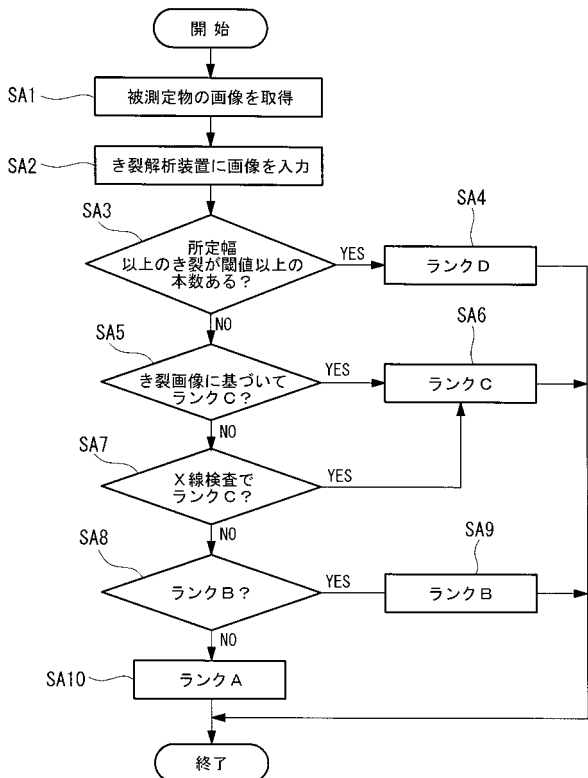 開始
SA1
被測定物の画像を取得
SA2
き裂解析装置に画像を入力
SA3
所定幅
以上のき裂が閾値以上の
本数ある？
YES
SA4
ランクD
NO
SA5
き裂画像に基づいて
ランクC？
YES
SA6
ランクC
NO
SA7
X線検査で
ランクC？
YES
NO
SA8
ランクB？
YES
SA9
ランクB
NO
SA10
ランクA
終了